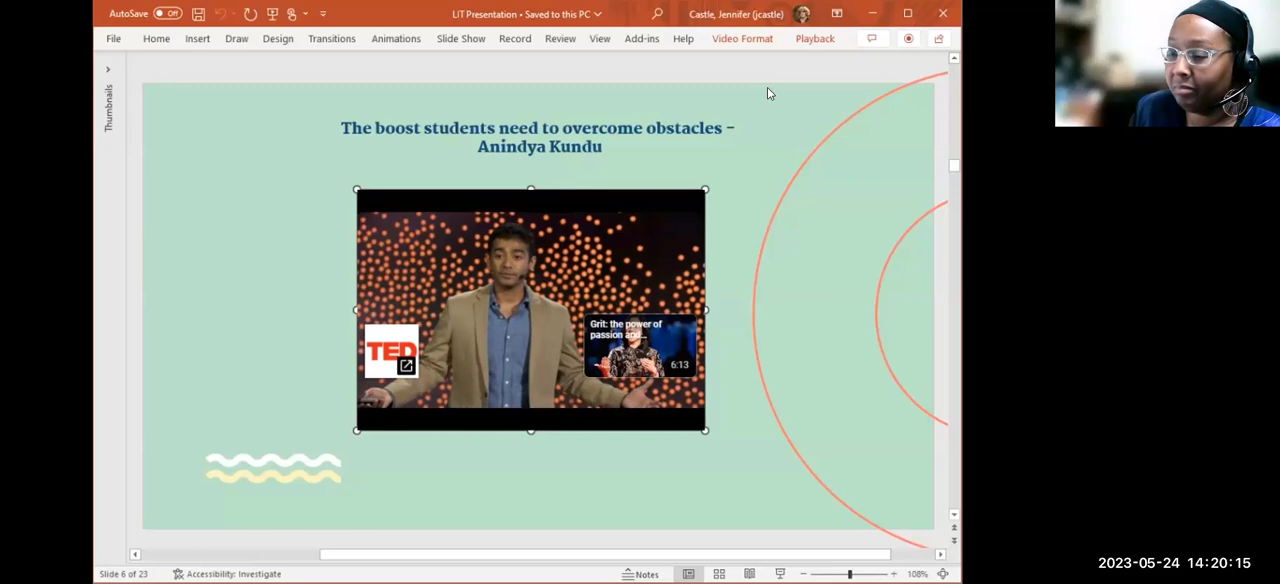 AutoSave Off LIT Presentation • Saved to this PC Castle, Jennifer (jcastle)
File Home Insert Draw Design Transitions Animations Slide Show Record Review View Add-ins Help Video Format Playback
Thumbnails
The boost students need to overcome obstacles -
Anindya Kundu
Grit: the power of
passion and...
TED
6:13
2023-05-24 14:20:15
Slide 6 of 23 Accessibility: Investigate Notes 108%